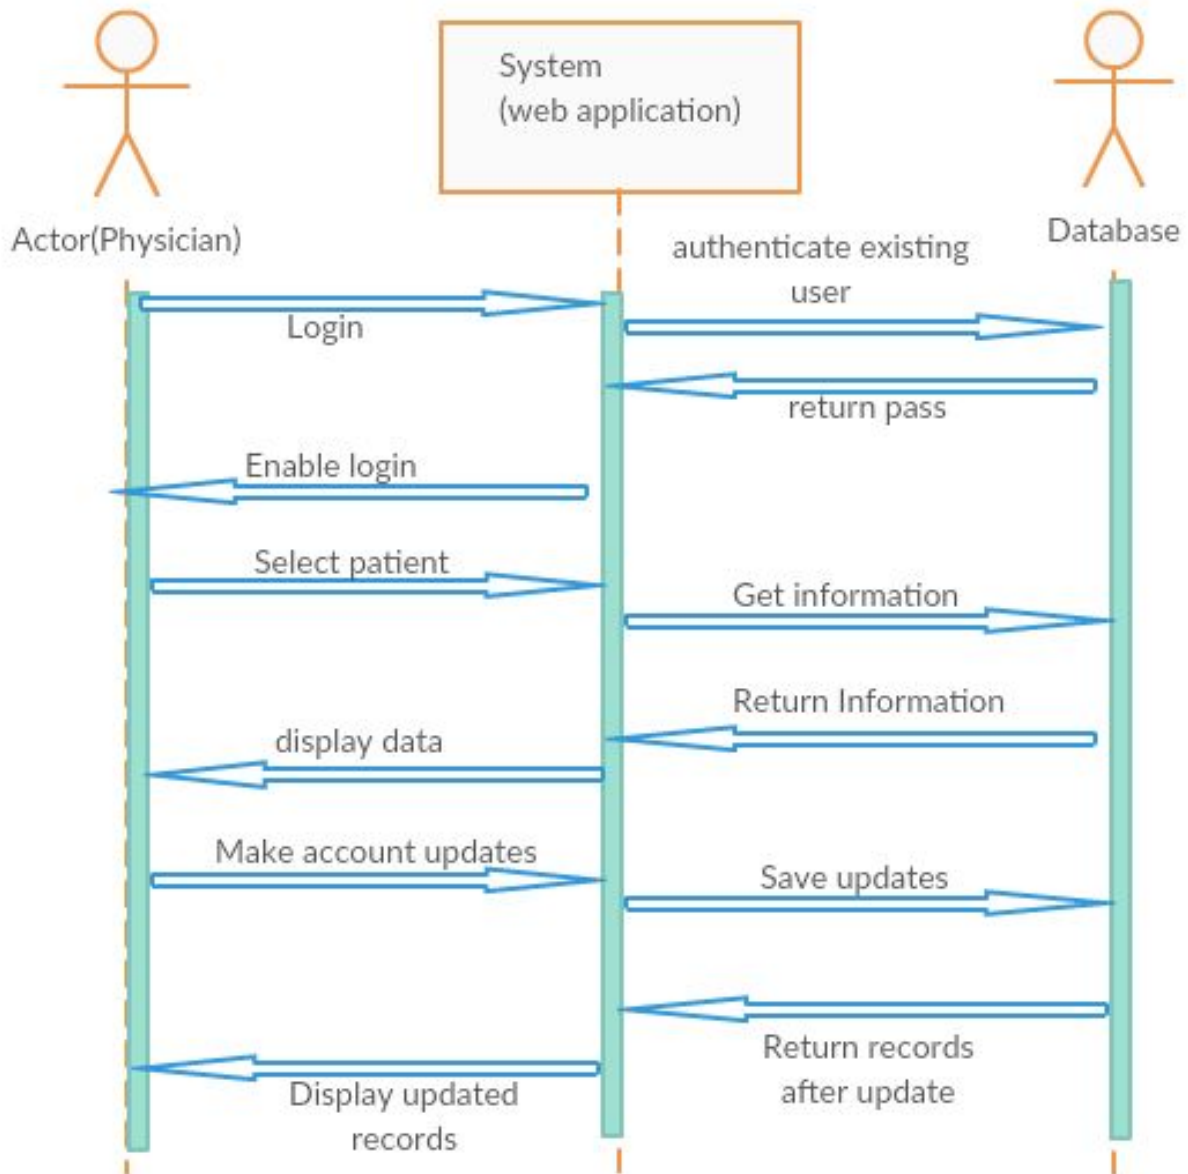 System
(web application)
Actor(Physician)
Database
authenticate existing
user
Login
return pass
Enable login
Select patient
Get information
Return Information
display data
Make account updates
Save updates
Return records
after update
Display updated
records